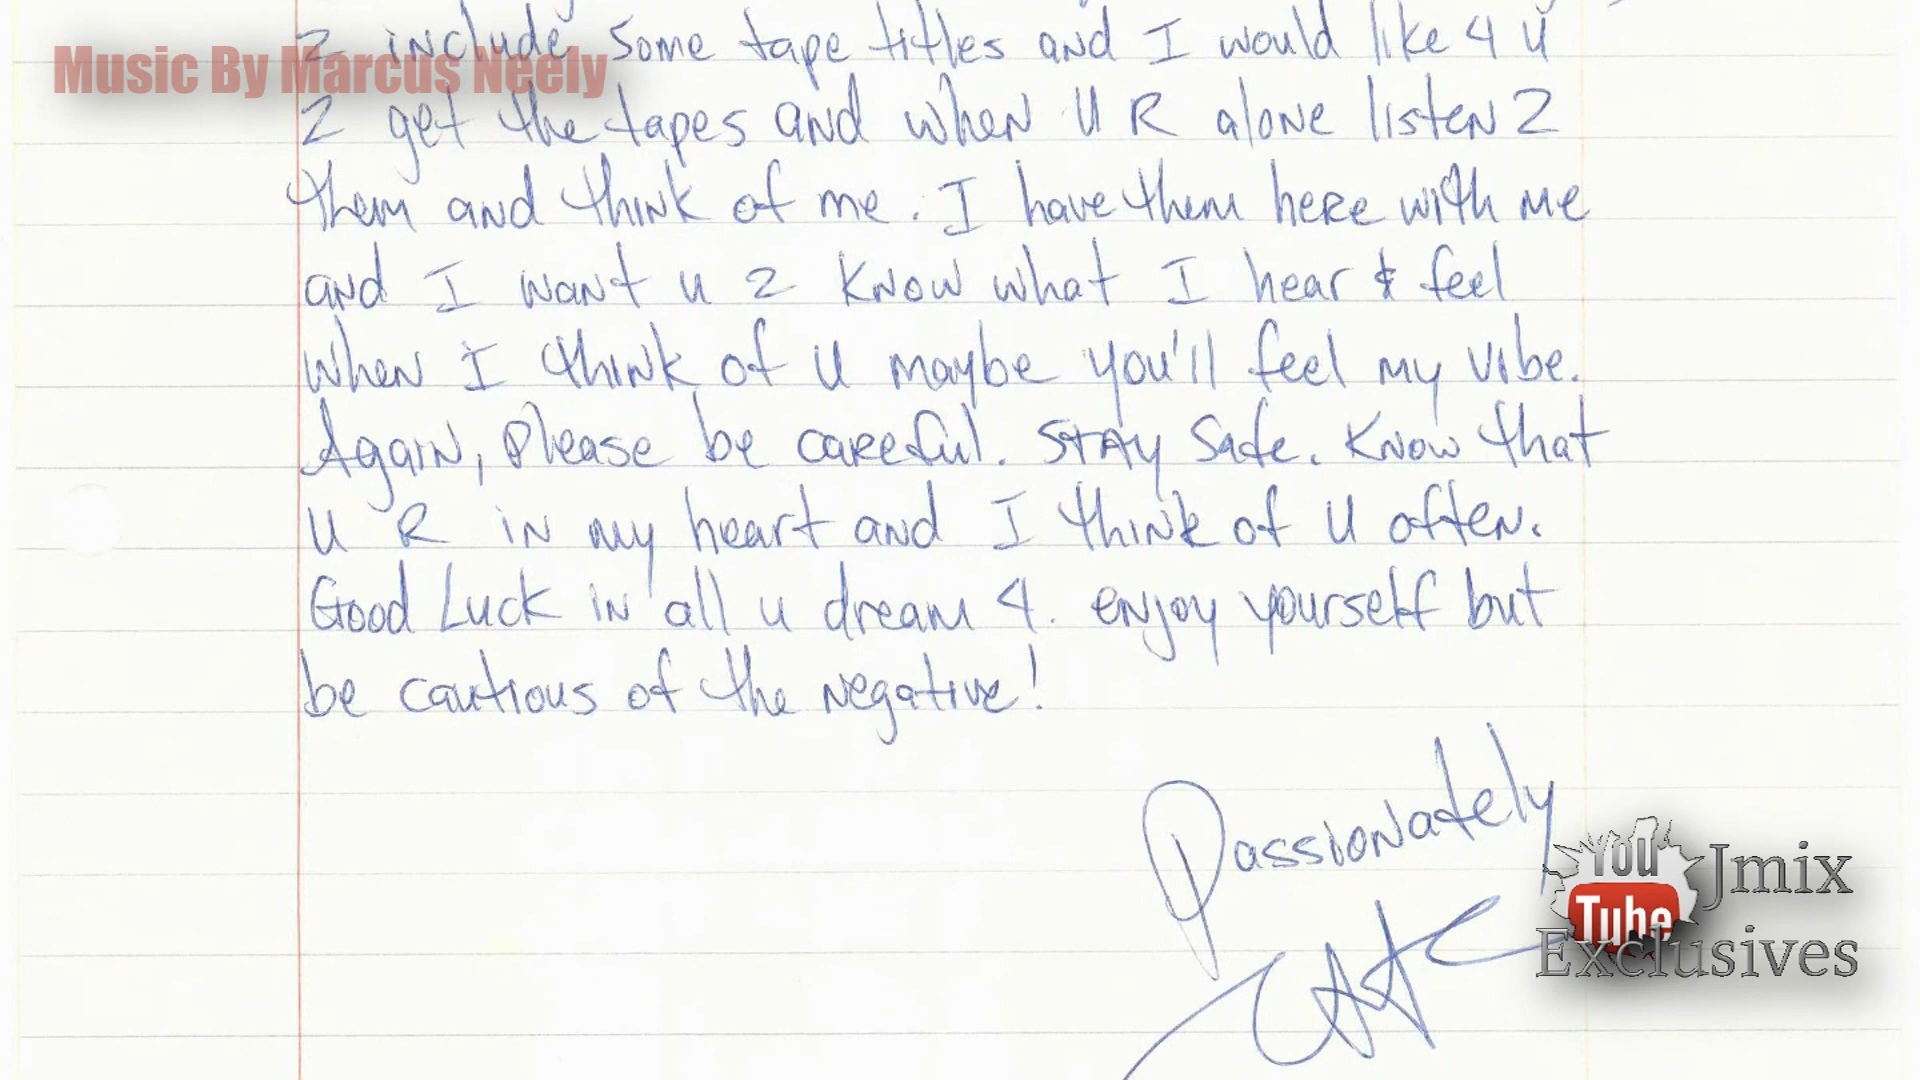 Music By Marcus Neely
2 include some tape titles and I would like 4 U
2 get the tapes and when U R alone listen 2
them and think of me. I have them here with me
and I want u 2 know what I hear & feel
when I think of U maybe you'll feel my vibe.
Again, please be careful. Stay Safe. Know that
U R in my heart and I think of U often.
Good Luck in all u dream 4. enjoy yourself but
be cautious of the negative!
Passionately
You Tube
Jmix
Exclusives